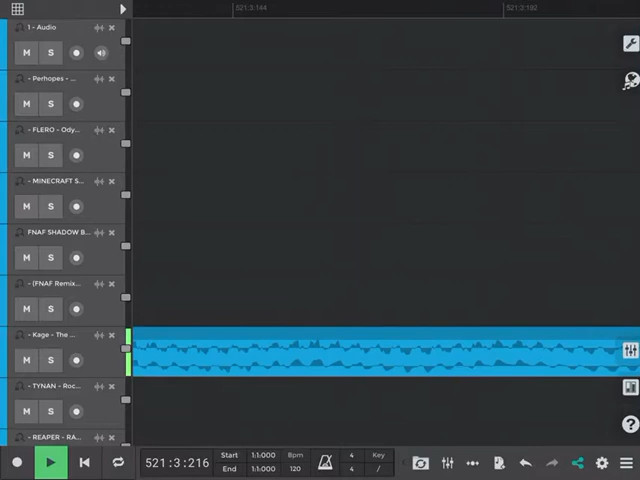 521:3:144
521:3:192
1 - Audio
M S
- Perhopes - ...
M S
- FLERO - Ody...
M S
- MINECRAFT S...
M S
FNAF SHADOW B...
M S
- (FNAF Remix...
M S
- Kage - The ...
M S
- TYNAN - Roc...
M S
- REAPER - RA...
521:3:216
Start 1:1:000 Bpm 4 Key
End 1:1:000 120 4 /
?